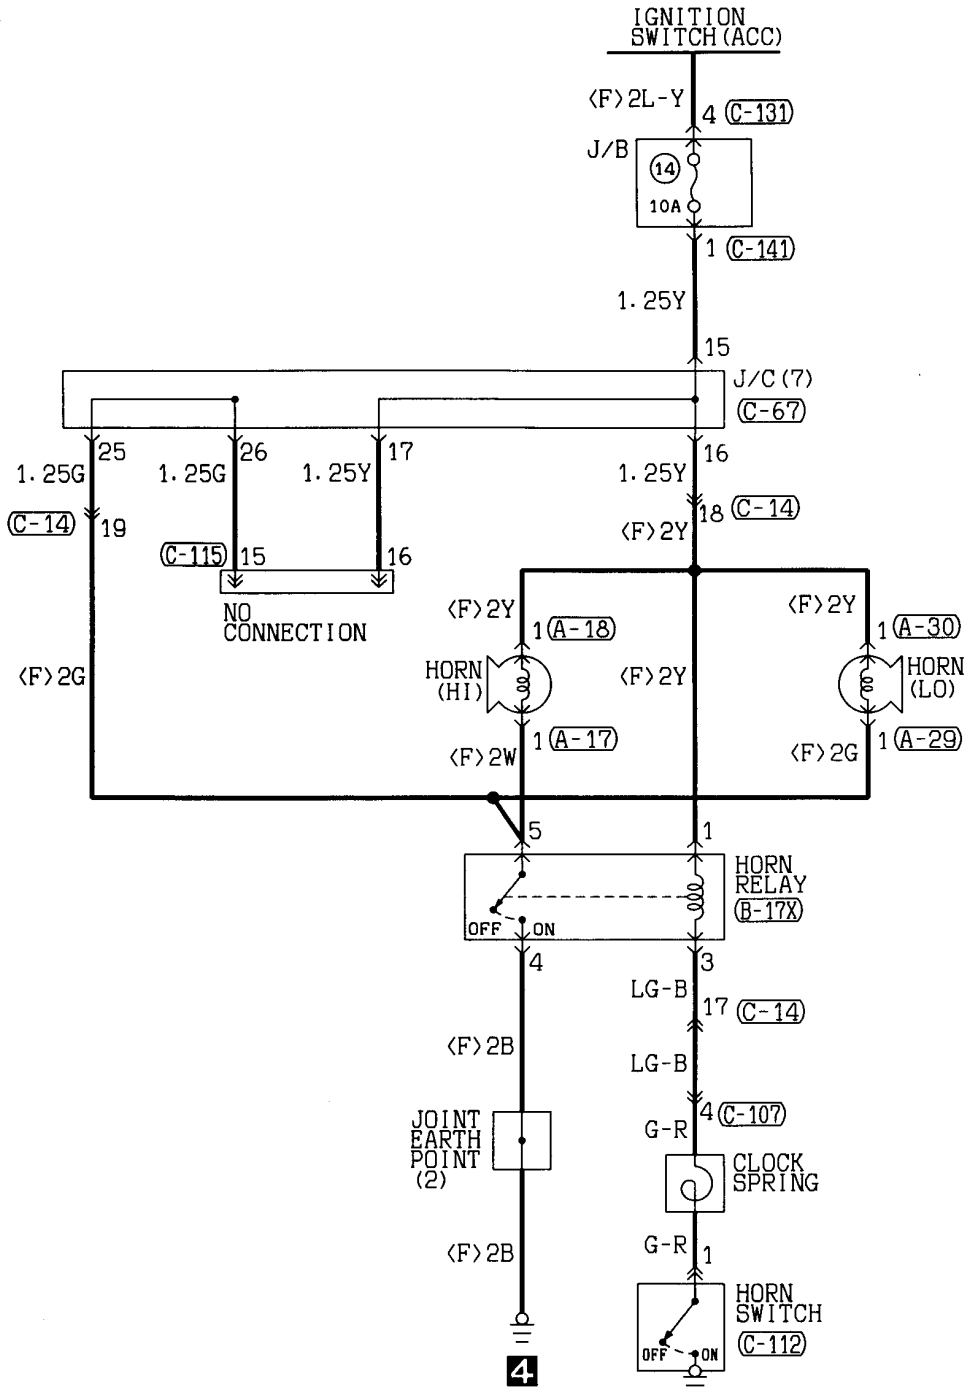 IGNITION
SWITCH(ACC)
<F>2L-Y
4 C-131
J/B
14
10A
1 C-141
1.25Y
15
J/C(7)
C-67
25
26
17
16
1.25G
1.25G
1.25Y
1.25Y
C-14
19
18 C-14
<F>2Y
C-115 15
16
NO
CONNECTION
<F>2Y
<F>2Y
1 A-18
1 A-30
<F>2G
HORN
(HI)
<F>2Y
HORN
(LO)
1 A-17
1 A-29
<F>2W
<F>2G
5
1
HORN
RELAY
B-17X
OFF ON
4
3
LG-B
17 C-14
<F>2B
LG-B
4 C-107
JOINT
EARTH
POINT
(2)
G-R
CLOCK
SPRING
<F>2B
G-R
1
HORN
SWITCH
C-112
OFF ON
4